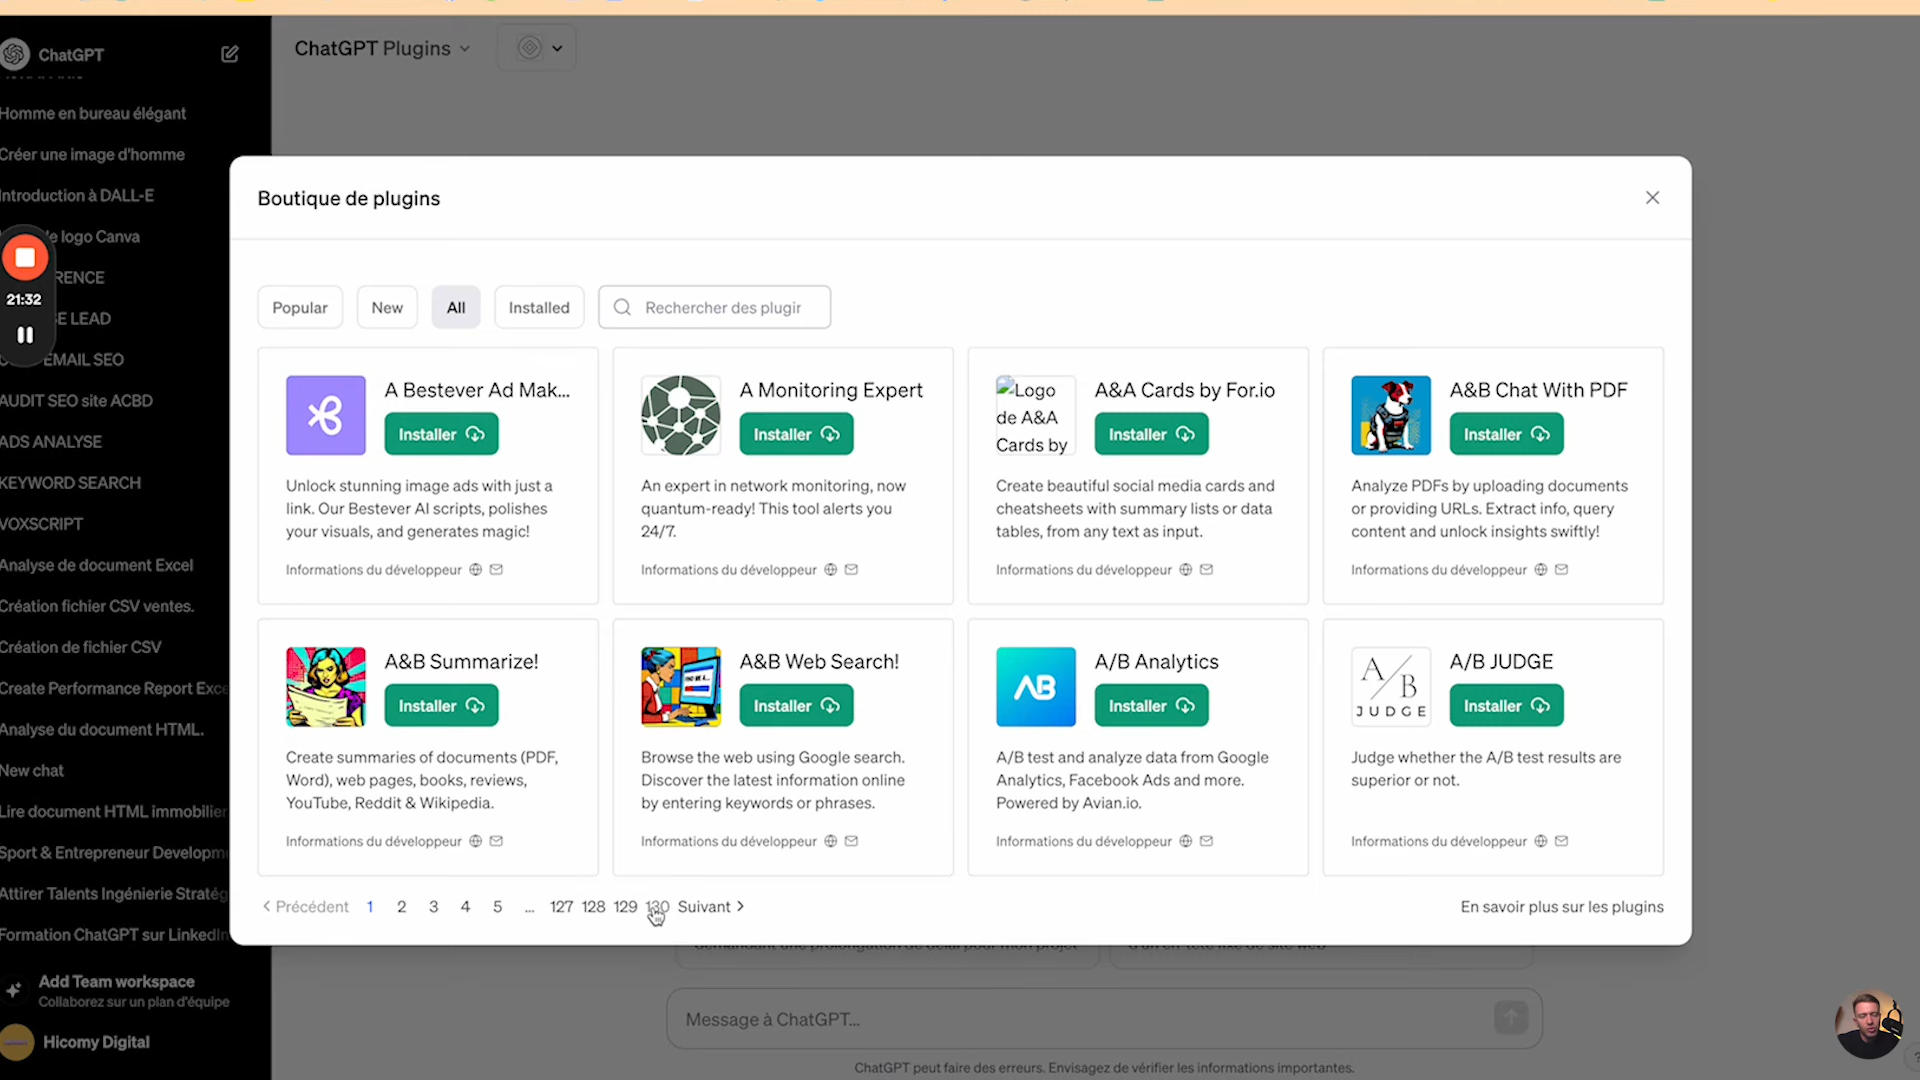 ChatGPT
Homme en bureau élégant
Créer une image d'homme
Introduction à DALL-E
logo Canva
21:32
EMAIL SEO
AUDIT SEO site ACBD
ADS ANALYSE
KEYWORD SEARCH
VOXSCRIPT
Analyse de document Excel
Création fichier CSV ventes.
Création de fichier CSV
Create Performance Report Exce
Analyse du document HTML.
New chat
Lire document HTML immobilier
Sport & Entrepreneur Developm
Attirer Talents Ingénierie Stratég
Formation ChatGPT sur LinkedIn
Add Team workspace
Collaborez sur un plan d'équipe
Hicomy Digital
ChatGPT Plugins
Boutique de plugins
Popular
New
All
Installed
Rechercher des plugir
A Bestever Ad Mak...
Installer
Unlock stunning image ads with just a
link. Our Bestever AI scripts, polishes
your visuals, and generates magic!
Informations du développeur
A Monitoring Expert
Installer
An expert in network monitoring, now
quantum-ready! This tool alerts you
24/7.
Informations du développeur
Logo
de A&A
Cards by
A&A Cards by For.io
Installer
Create beautiful social media cards and
cheatsheets with summary lists or data
tables, from any text as input.
Informations du développeur
A&B Chat With PDF
Installer
Analyze PDFs by uploading documents
or providing URLs. Extract info, query
content and unlock insights swiftly!
Informations du développeur
A&B Summarize!
Installer
Create summaries of documents (PDF,
Word), web pages, books, reviews,
YouTube, Reddit & Wikipedia.
Informations du développeur
A&B Web Search!
Installer
Browse the web using Google search.
Discover the latest information online
by entering keywords or phrases.
Informations du développeur
AB
A/B Analytics
Installer
A/B test and analyze data from Google
Analytics, Facebook Ads and more.
Powered by Avian.io.
Informations du développeur
A/B
JUDGE
A/B JUDGE
Installer
Judge whether the A/B test results are
superior or not.
Informations du développeur
Précédent 1 2 3 4 5 ... 127 128 129 130 Suivant
En savoir plus sur les plugins
Message à ChatGPT...
ChatGPT peut faire des erreurs. Envisagez de vérifier les informations importantes.